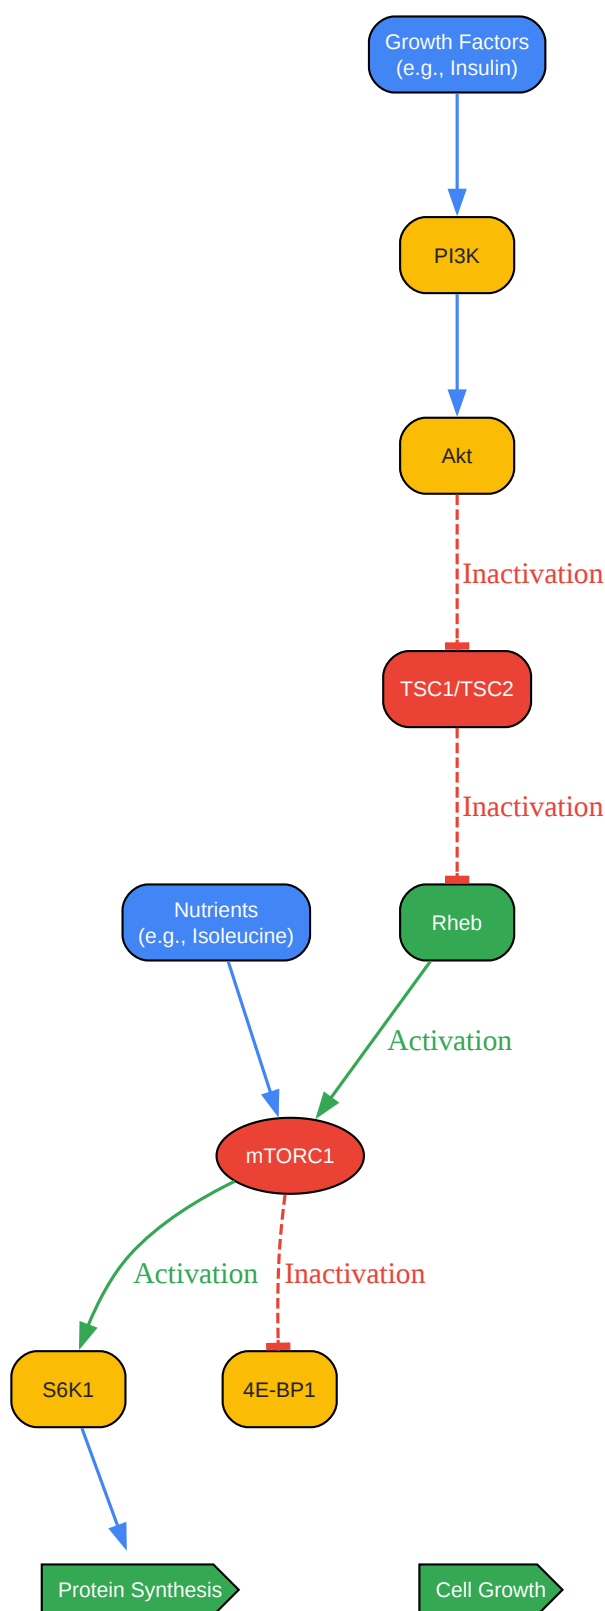 Growth Factors
(e.g., Insulin)
PI3K
Akt
Inactivation
TSC1/TSC2
Inactivation
Nutrients
(e.g., Isoleucine)
Rheb
Activation
mTORC1
Activation
Inactivation
S6K1
4E-BP1
Protein Synthesis
Cell Growth